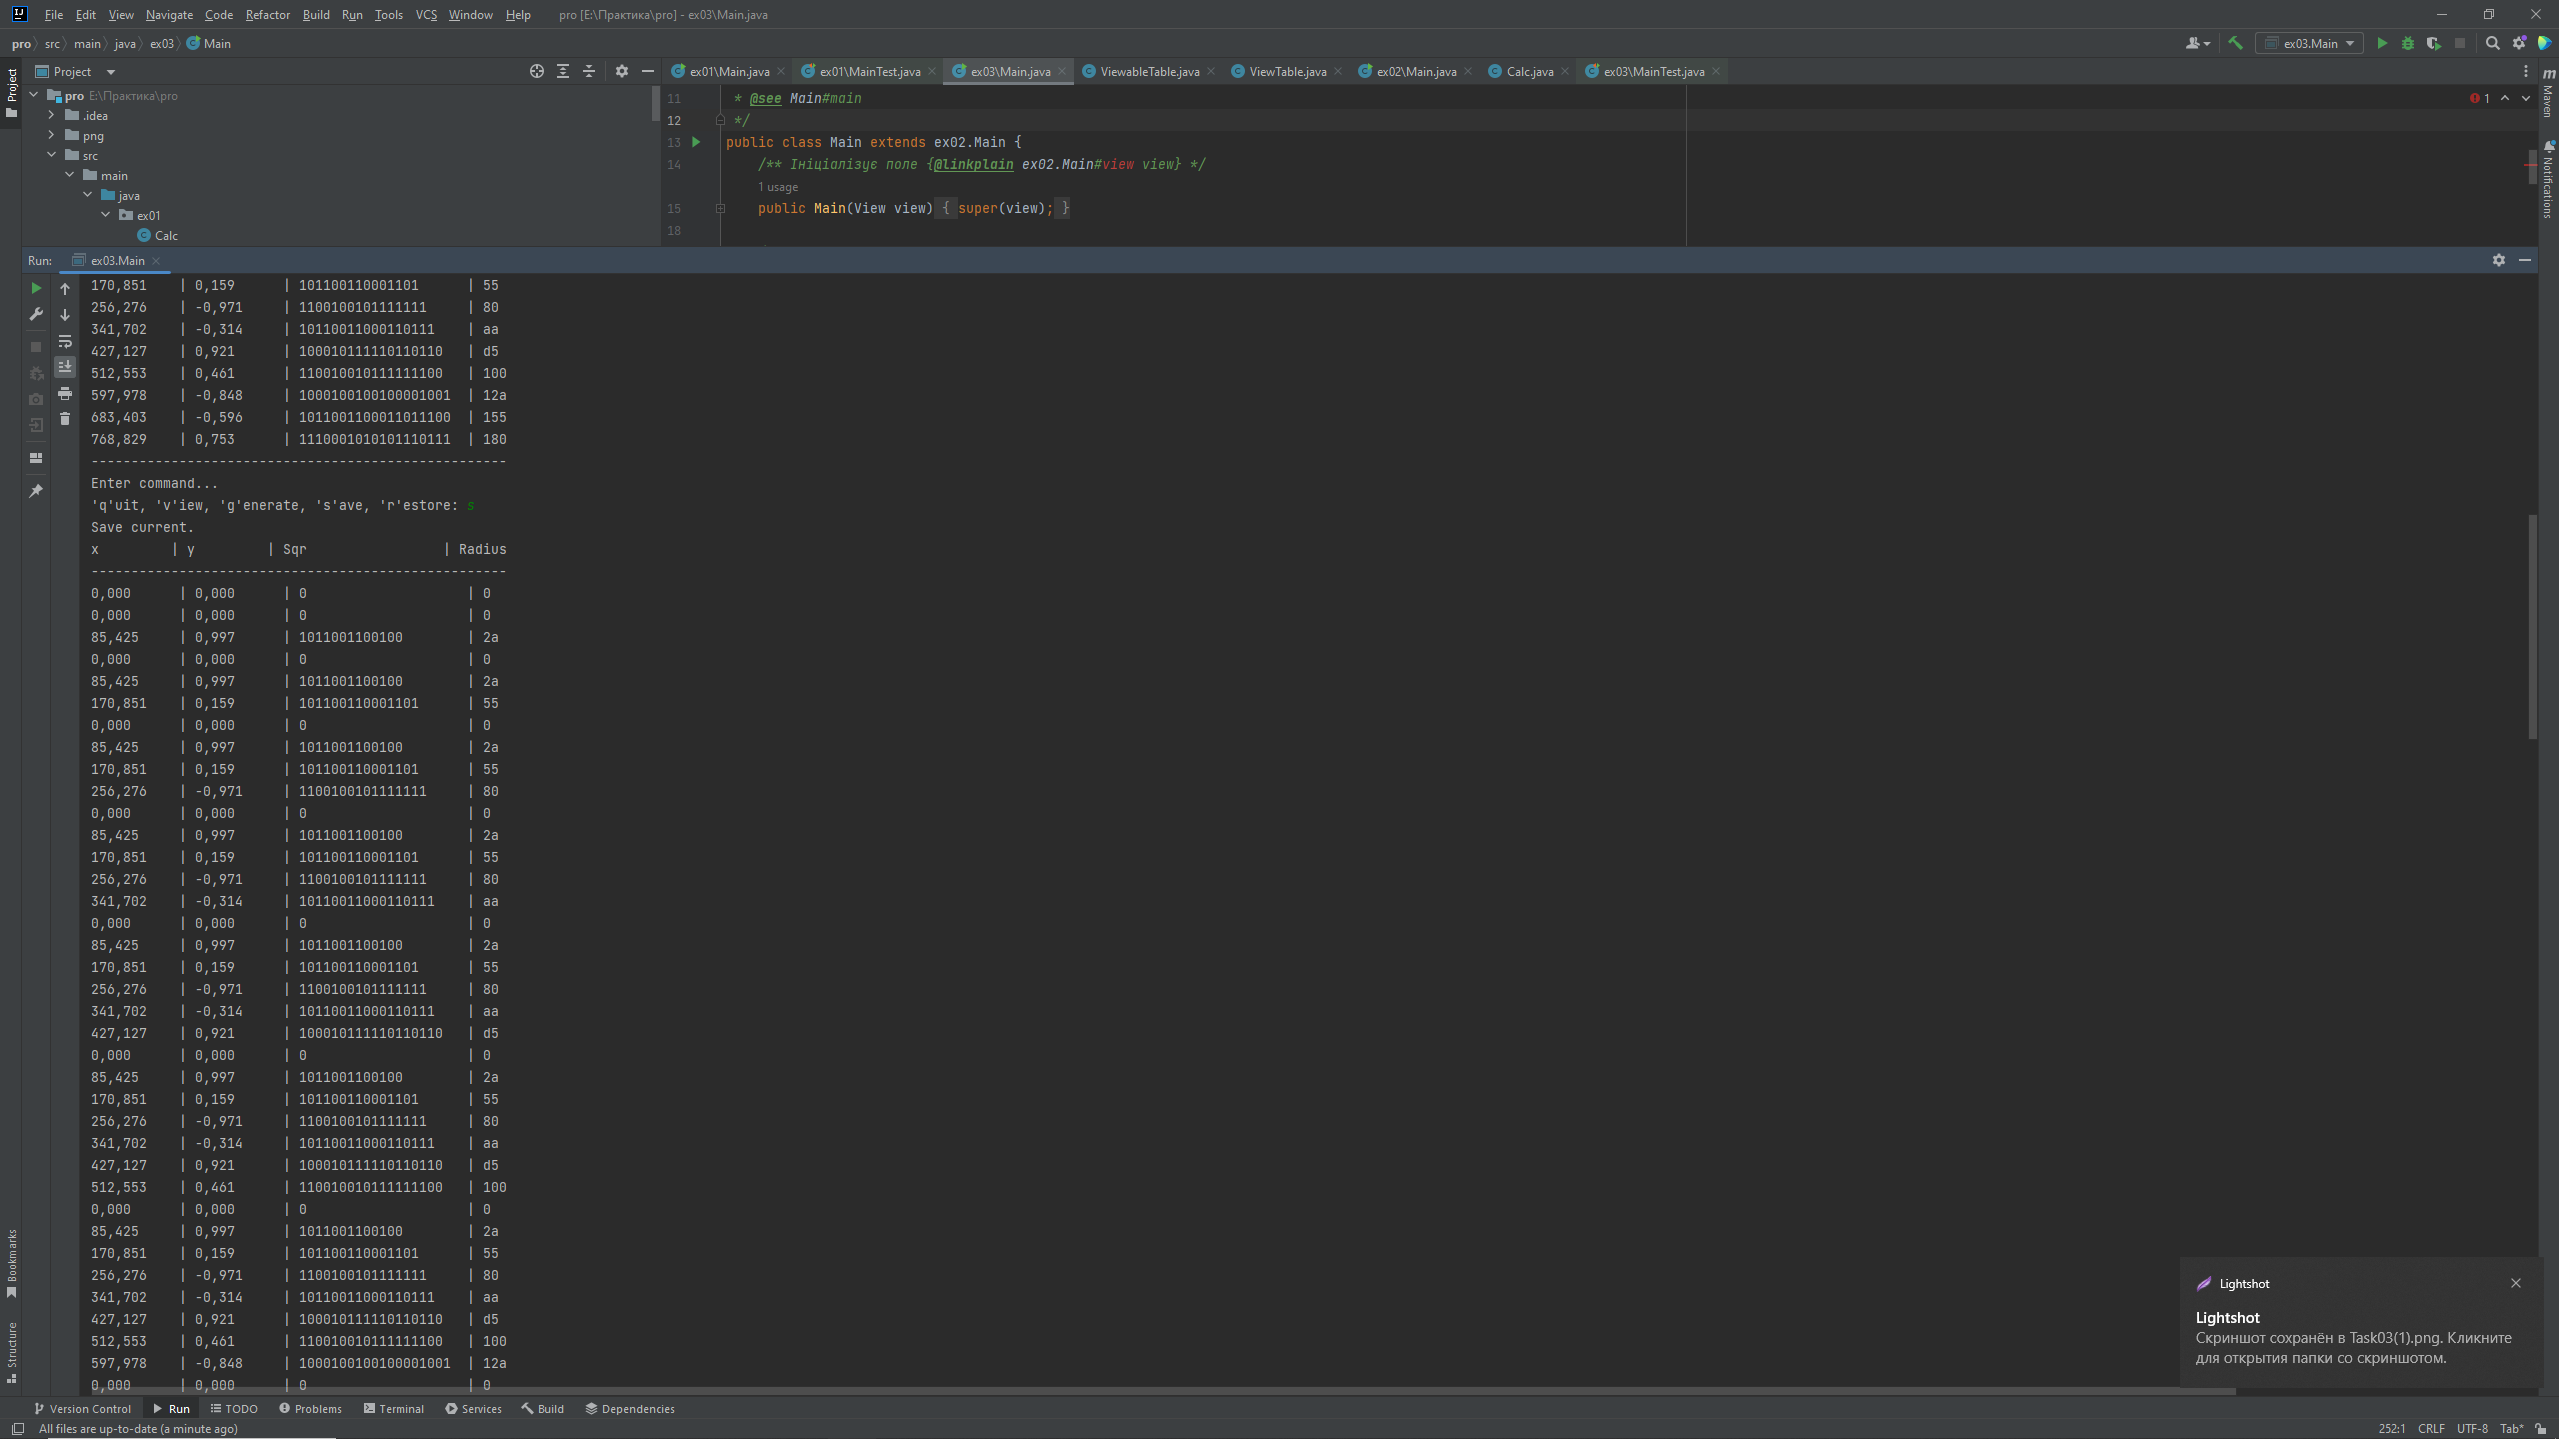 File Edit View Navigate Code Refactor Build Run Tools VCS Window Help pro [E:\Практика\pro] - ex03\Main.java
pro src main java ex03 Main ex03.Main
Project ex01\Main.java ex01\MainTest.java ex03\Main.java ViewableTable.java ViewTable.java ex02\Main.java Calc.java ex03\MainTest.java
Project
pro E:\Практика\pro
.idea
png
src
main
java
ex01
Calc
11 * @see Main#main
12 */
13 public class Main extends ex02.Main {
14 /** Ініціалізує поле {@linkplain ex02.Main#view view} */
1 usage
15 public Main(View view) { super(view); }
18
1
Maven
Notifications
Run: ex03.Main
170,851 | 0,159 | 101100110001101 | 55
256,276 | -0,971 | 1100100101111111 | 80
341,702 | -0,314 | 10110011000110111 | aa
427,127 | 0,921 | 100010111110110110 | d5
512,553 | 0,461 | 110010010111111100 | 100
597,978 | -0,848 | 1000100100100001001 | 12a
683,403 | -0,596 | 1011001100011011100 | 155
768,829 | 0,753 | 1110001010101110111 | 180
----------------------------------------------------
Enter command...
'q'uit, 'v'iew, 'g'enerate, 's'ave, 'r'estore: s
Save current.
x | y | Sqr | Radius
----------------------------------------------------
0,000 | 0,000 | 0 | 0
0,000 | 0,000 | 0 | 0
85,425 | 0,997 | 1011001100100 | 2a
0,000 | 0,000 | 0 | 0
85,425 | 0,997 | 1011001100100 | 2a
170,851 | 0,159 | 101100110001101 | 55
0,000 | 0,000 | 0 | 0
85,425 | 0,997 | 1011001100100 | 2a
170,851 | 0,159 | 101100110001101 | 55
256,276 | -0,971 | 1100100101111111 | 80
0,000 | 0,000 | 0 | 0
85,425 | 0,997 | 1011001100100 | 2a
170,851 | 0,159 | 101100110001101 | 55
256,276 | -0,971 | 1100100101111111 | 80
341,702 | -0,314 | 10110011000110111 | aa
0,000 | 0,000 | 0 | 0
85,425 | 0,997 | 1011001100100 | 2a
170,851 | 0,159 | 101100110001101 | 55
256,276 | -0,971 | 1100100101111111 | 80
341,702 | -0,314 | 10110011000110111 | aa
427,127 | 0,921 | 100010111110110110 | d5
0,000 | 0,000 | 0 | 0
85,425 | 0,997 | 1011001100100 | 2a
170,851 | 0,159 | 101100110001101 | 55
256,276 | -0,971 | 1100100101111111 | 80
341,702 | -0,314 | 10110011000110111 | aa
427,127 | 0,921 | 100010111110110110 | d5
512,553 | 0,461 | 110010010111111100 | 100
0,000 | 0,000 | 0 | 0
85,425 | 0,997 | 1011001100100 | 2a
170,851 | 0,159 | 101100110001101 | 55
256,276 | -0,971 | 1100100101111111 | 80
341,702 | -0,314 | 10110011000110111 | aa
427,127 | 0,921 | 100010111110110110 | d5
512,553 | 0,461 | 110010010111111100 | 100
597,978 | -0,848 | 1000100100100001001 | 12a
0,000 | 0,000 | 0 | 0
Bookmarks
Structure
Lightshot
Lightshot
Скриншот сохранён в Task03(1).png. Кликните
для открытия папки со скриншотом.
Version Control Run TODO Problems Terminal Services Build Dependencies
All files are up-to-date (a minute ago) 252:1 CRLF UTF-8 Tab*